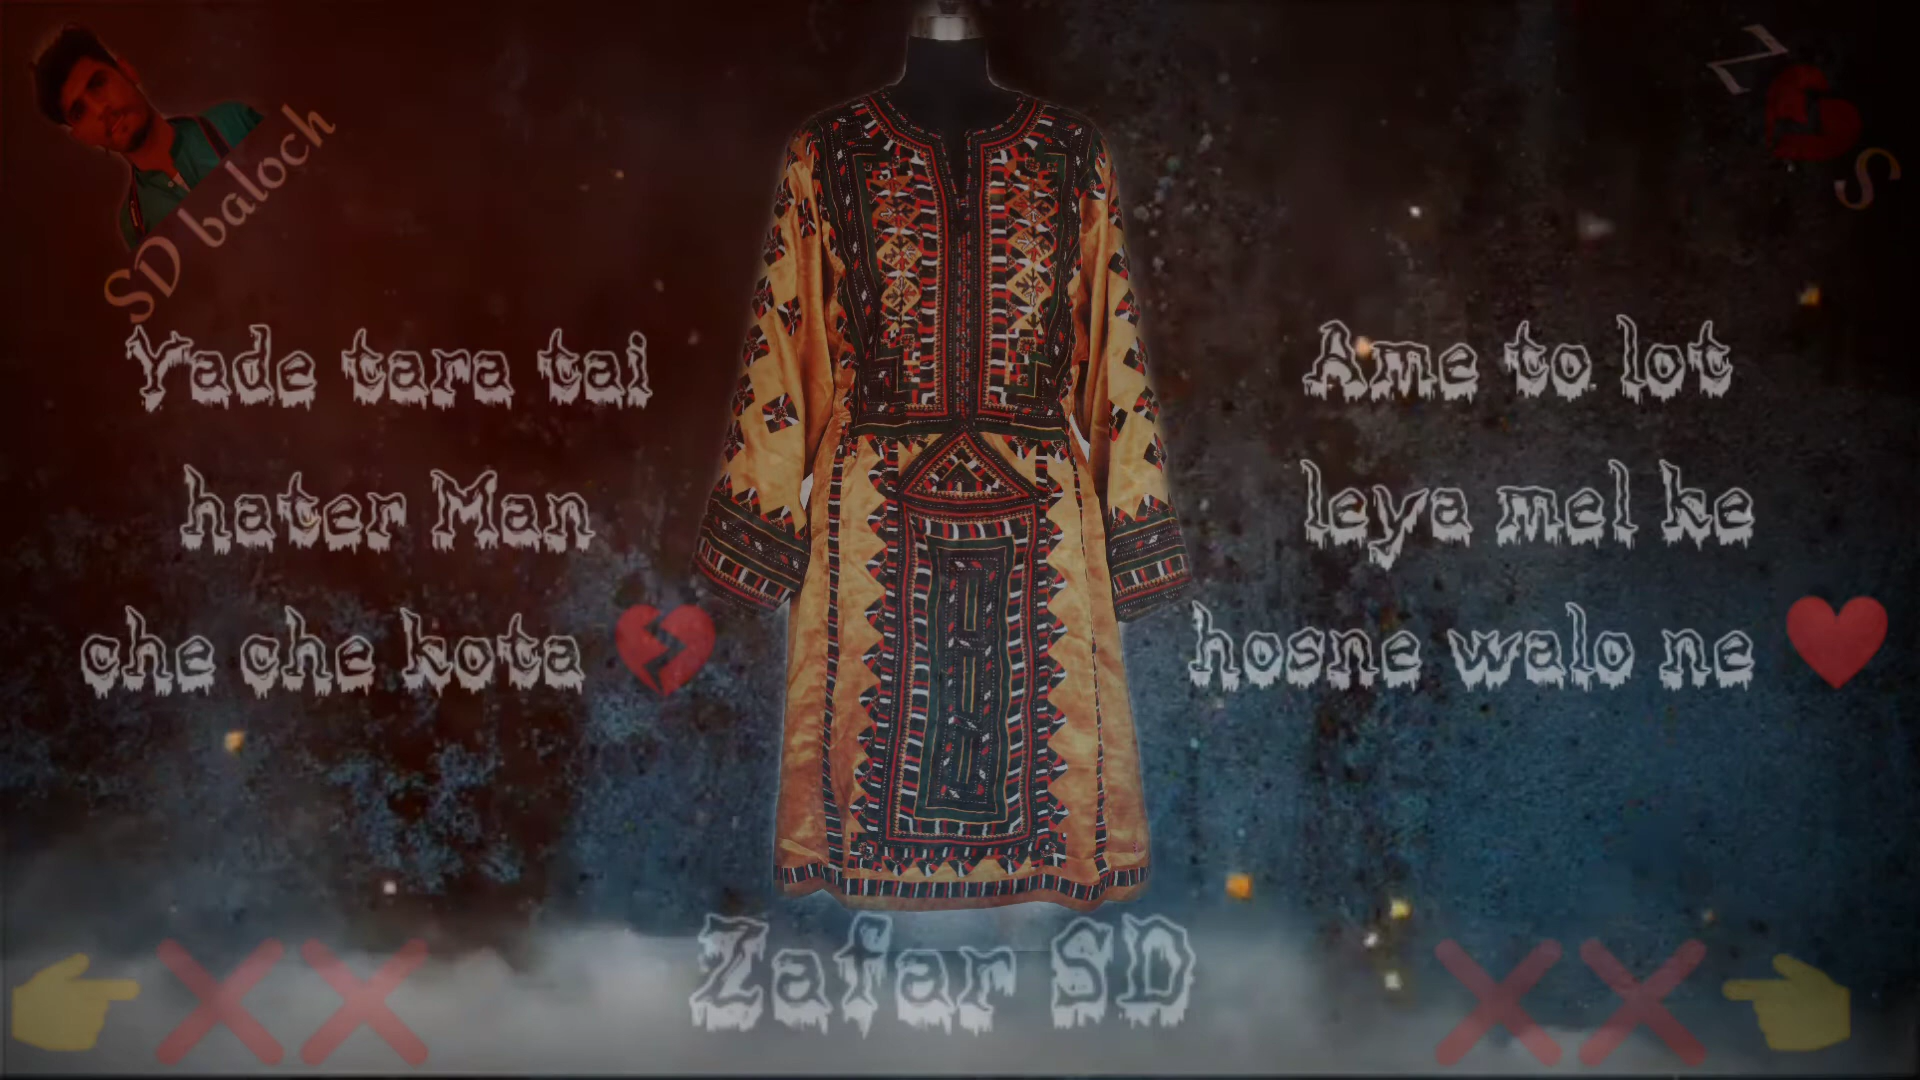 SD baloch
Z 💔 S
Yade tara tai
hater Man
che che kota 💔
Ame to lot
leya mel ke
hosne walo ne ❤️
Zafar SD
👉❌❌
❌❌👈